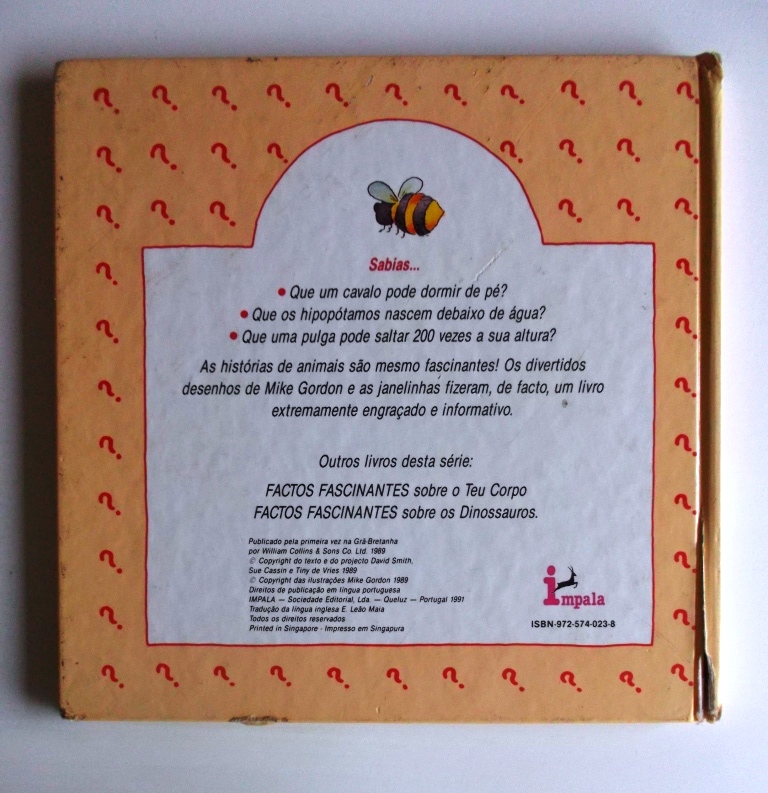 Sabias...
• Que um cavalo pode dormir de pé?
• Que os hipopótamos nascem debaixo de água?
• Que uma pulga pode saltar 200 vezes a sua altura?
As histórias de animais são mesmo fascinantes! Os divertidos
desenhos de Mike Gordon e as janelinhas fizeram, de facto, um livro
extremamente engraçado e informativo.
Outros livros desta série:
FACTOS FASCINANTES sobre o Teu Corpo
FACTOS FASCINANTES sobre os Dinossauros.
Publicado pela primeira vez na Grã-Bretanha
por William Collins & Sons Co. Ltd. 1989
© Copyright do texto e do projecto David Smith,
Sue Cassin e Tiny de Vries 1989
© Copyright das ilustrações Mike Gordon 1989
Direitos de publicação em língua portuguesa
IMPALA — Sociedade Editorial, Lda. — Queluz — Portugal 1991
Tradução da língua inglesa E. Leão Maia
Todos os direitos reservados
Printed in Singapore · Impresso em Singapura
impala
ISBN-972-574-023-8